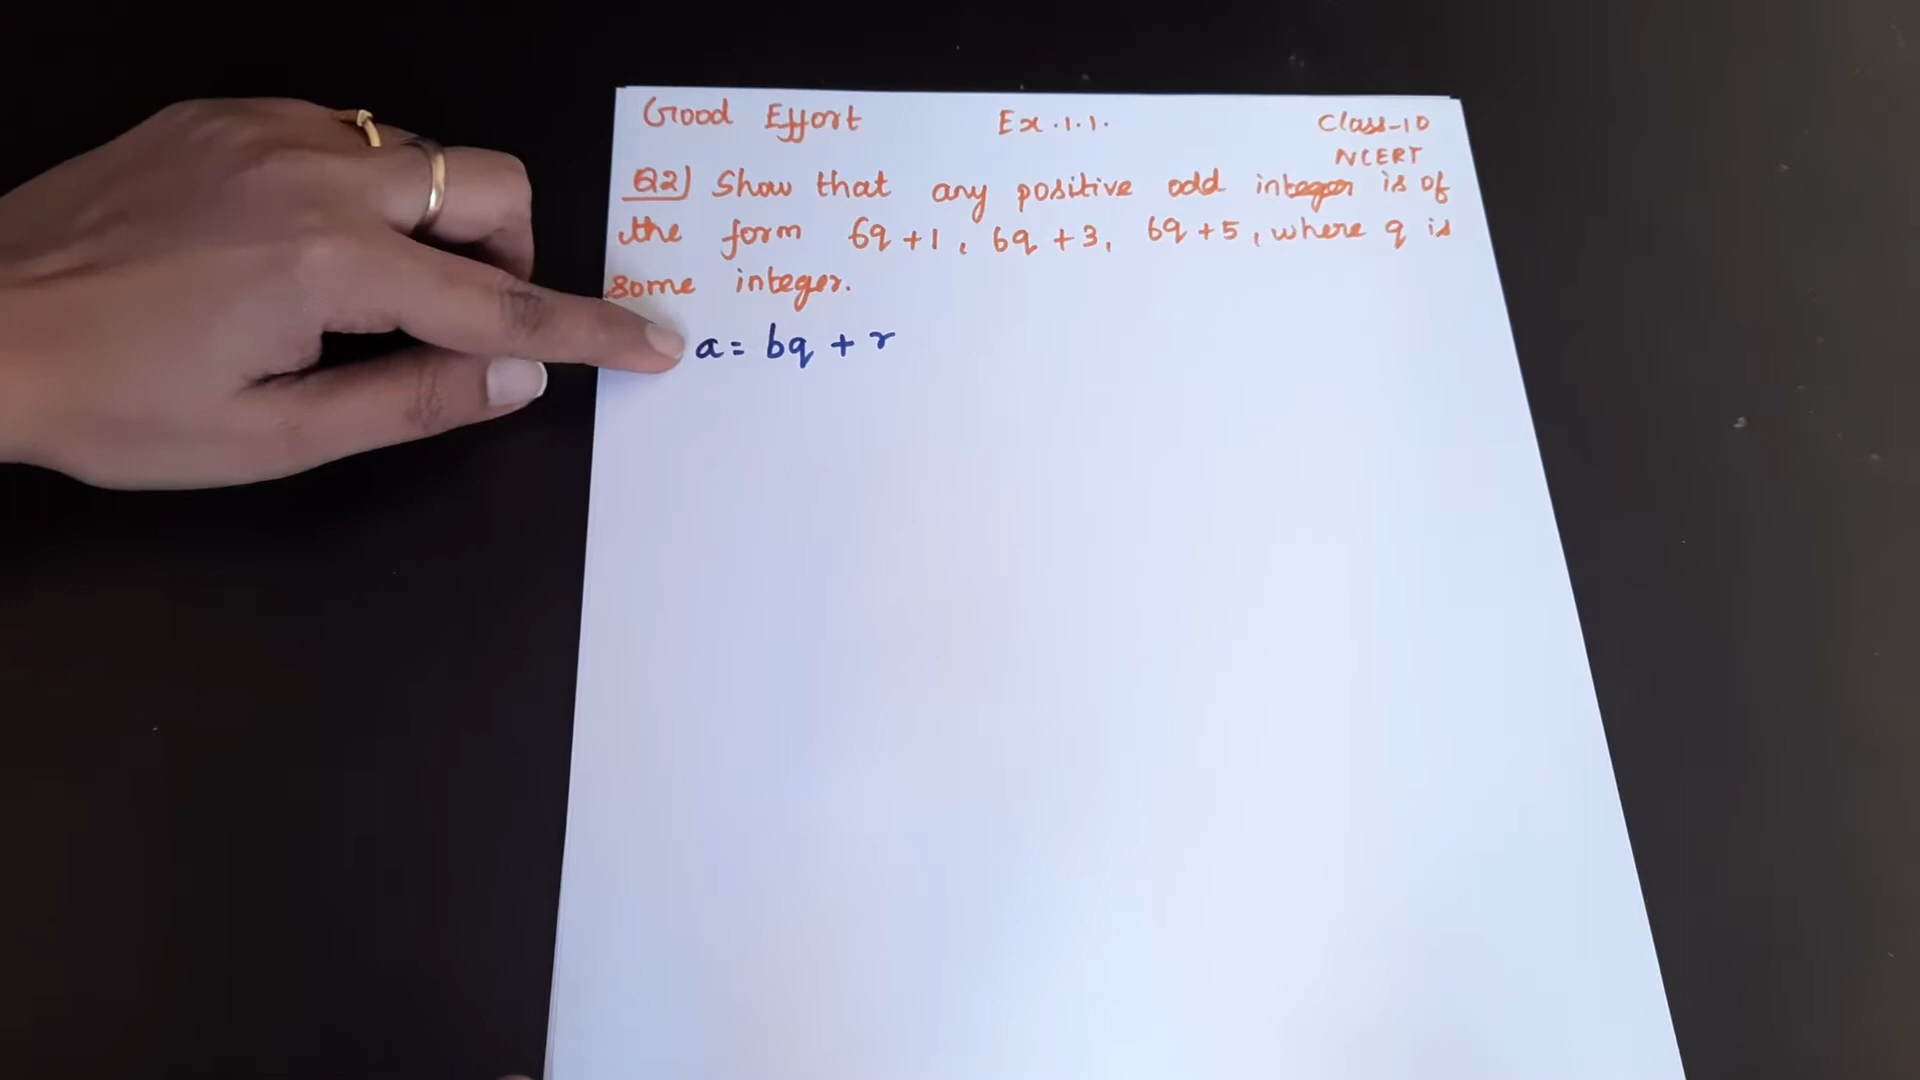 Good Effort Ex.1.1. Class-10
NCERT
Q2) Show that any positive odd integer is of
the form 6q+1, 6q+3, 6q+5, where q is
some integer.
a = bq + r